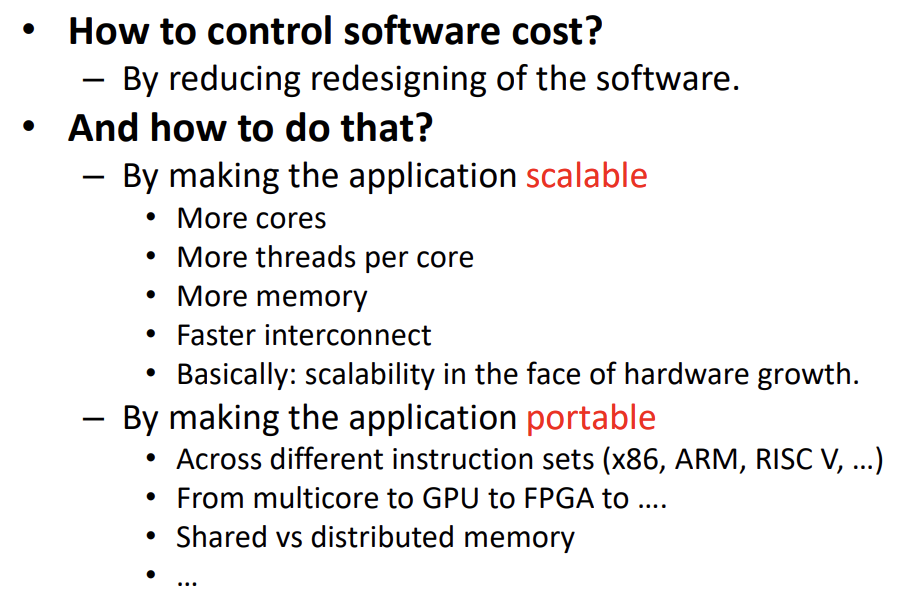 • How to control software cost?
– By reducing redesigning of the software.
• And how to do that?
– By making the application scalable
• More cores
• More threads per core
• More memory
• Faster interconnect
• Basically: scalability in the face of hardware growth.
– By making the application portable
• Across different instruction sets (x86, ARM, RISC V, …)
• From multicore to GPU to FPGA to ….
• Shared vs distributed memory
• …